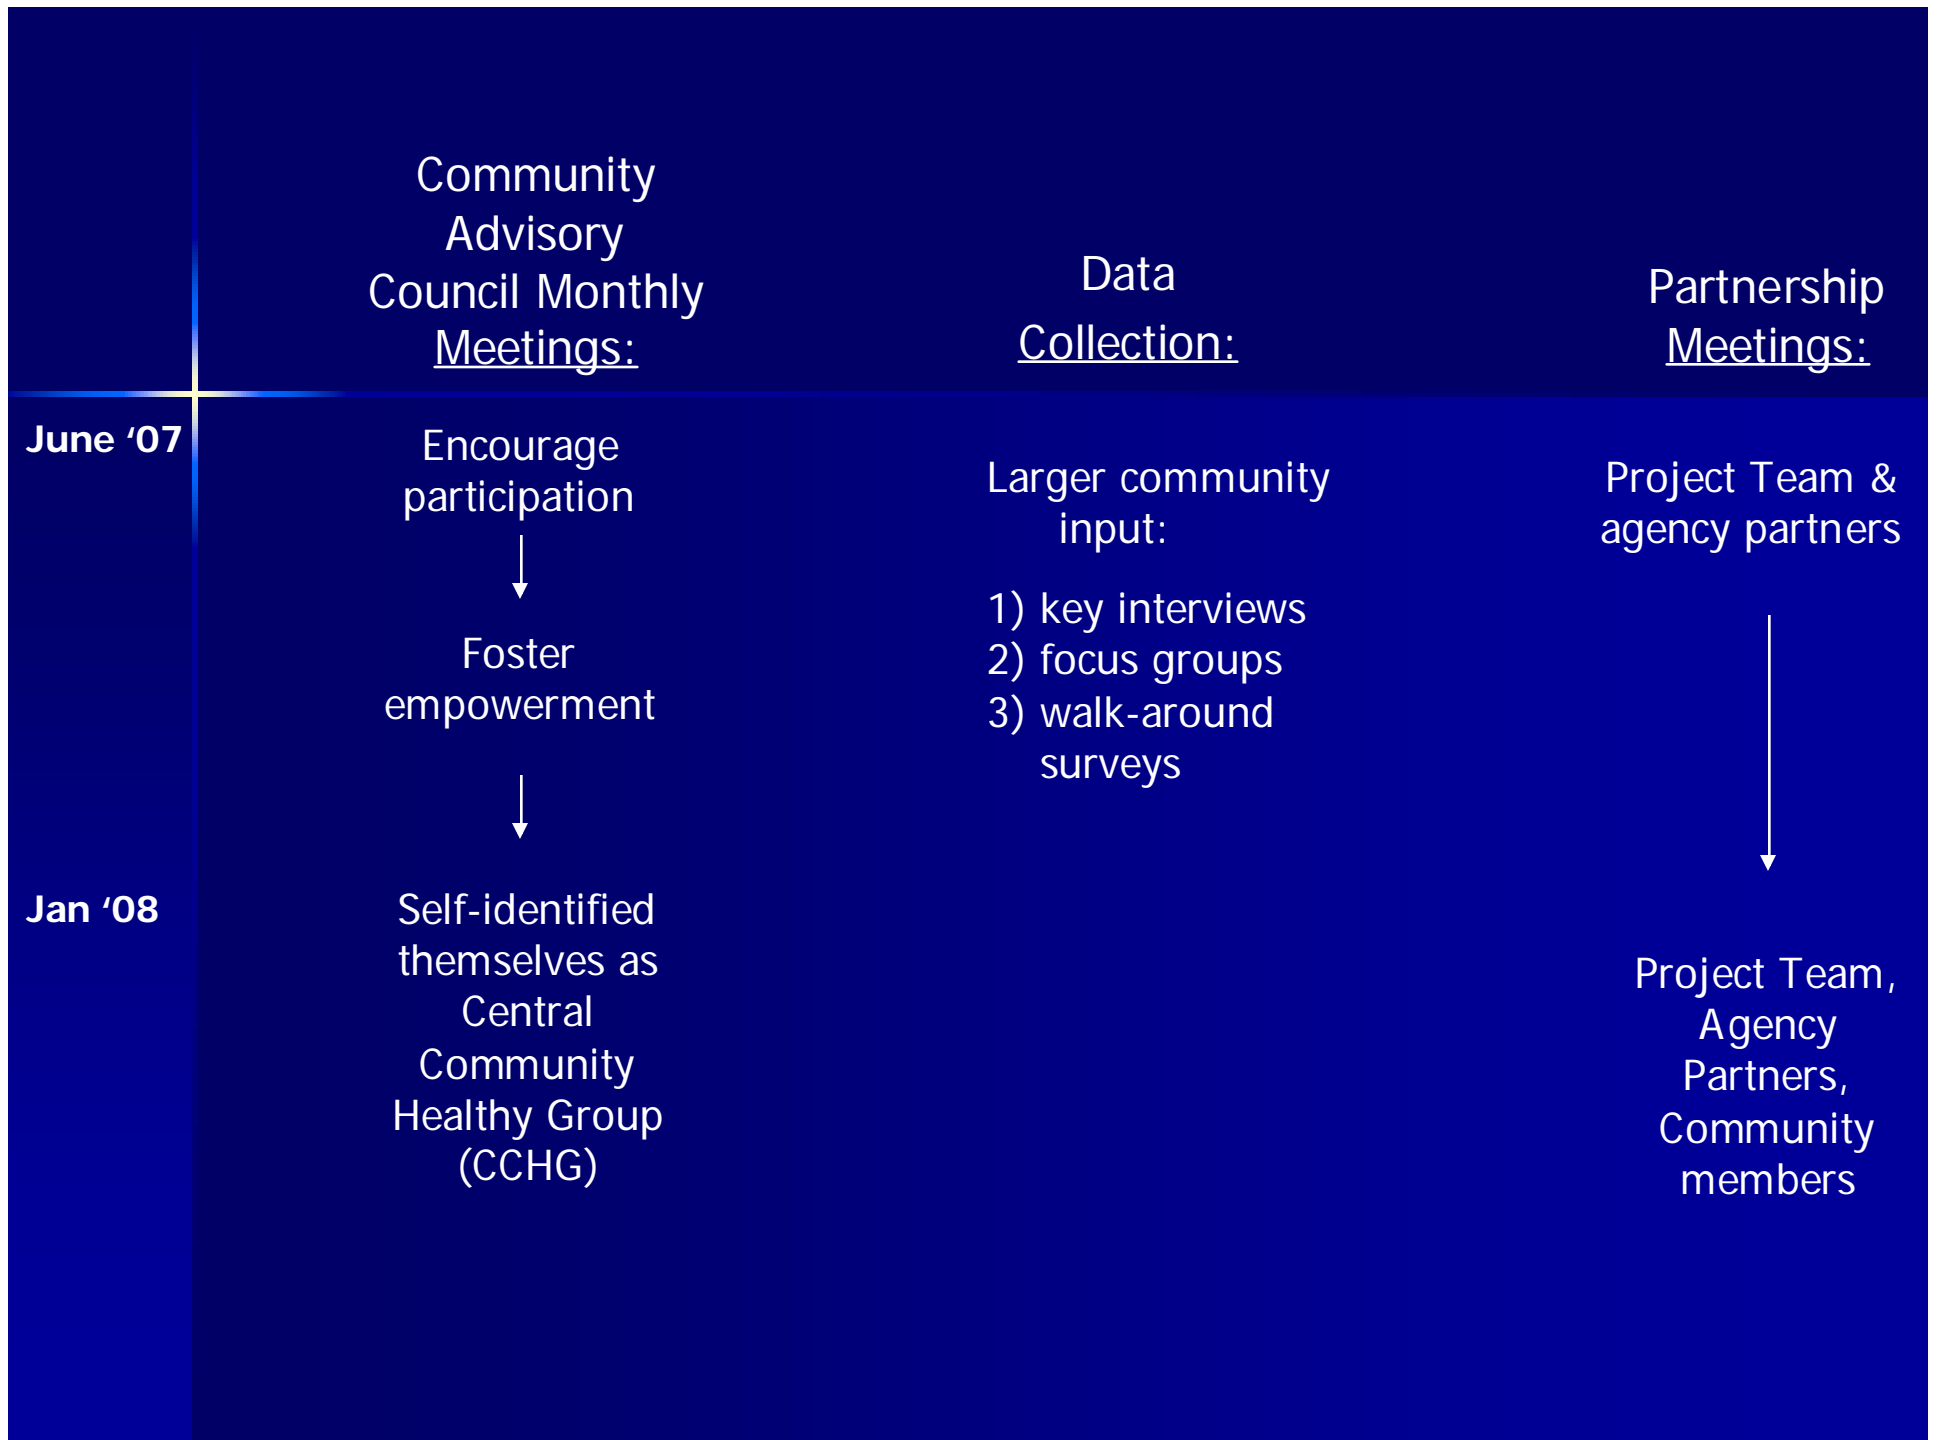 Community
Advisory
Council Monthly
Meetings:
Data
Collection:
Partnership
Meetings:
June ‘07
Encourage
participation
Foster
empowerment
Larger community
input:
1) key interviews
2) focus groups
3) walk-around
surveys
Project Team &
agency partners
Jan ‘08
Self-identified
themselves as
Central
Community
Healthy Group
(CCHG)
Project Team,
Agency
Partners,
Community
members